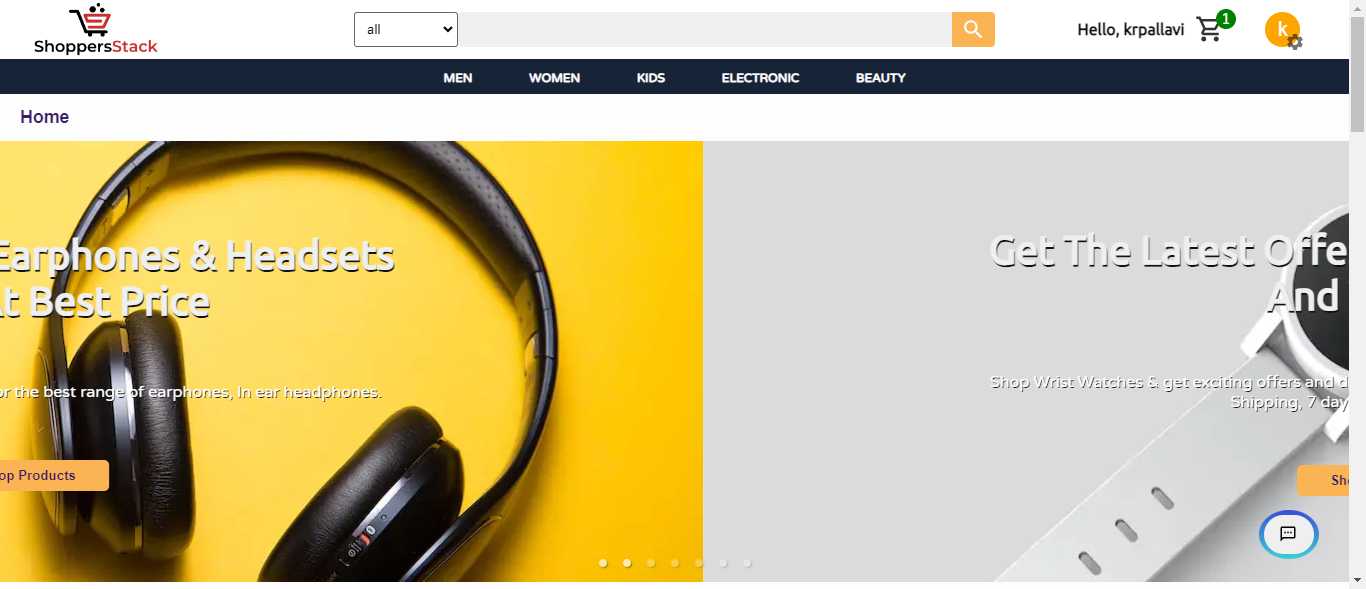 ShoppersStack
all
Hello, krpallavi
1
k
MEN WOMEN KIDS ELECTRONIC BEAUTY
Home
Earphones & Headsets
At Best Price
or the best range of earphones, In ear headphones.
op Products
Get The Latest Offe
And
Shop Wrist Watches & get exciting offers and d
Shipping, 7 day
Sho